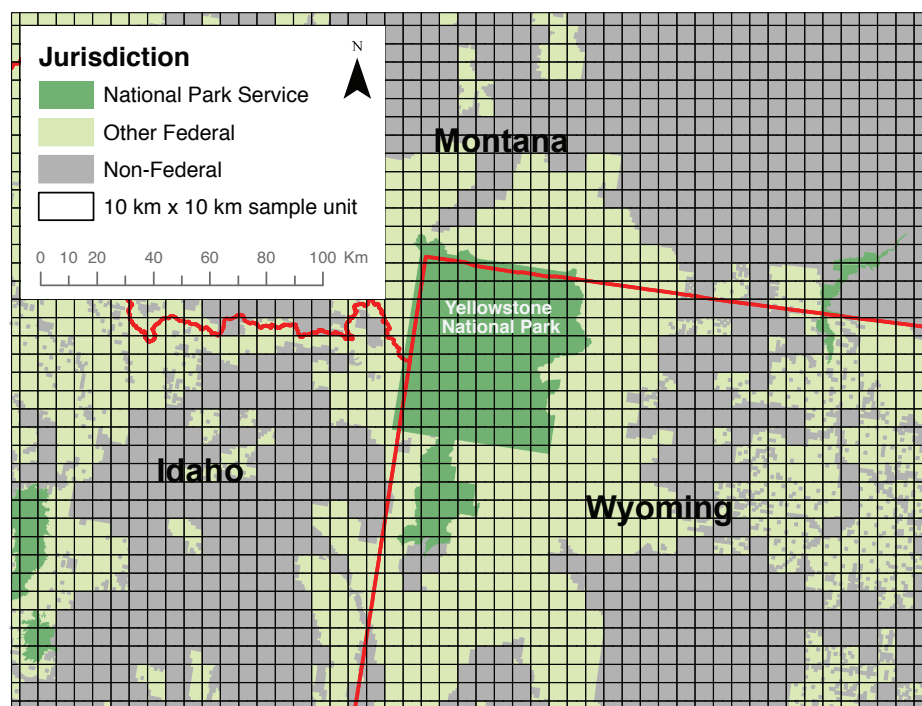 Jurisdiction
N
National Park Service
Other Federal
Non-Federal
10 km x 10 km sample unit
0 10 20 40 60 80 100 Km
Montana
Yellowstone
National Park
Idaho
Wyoming